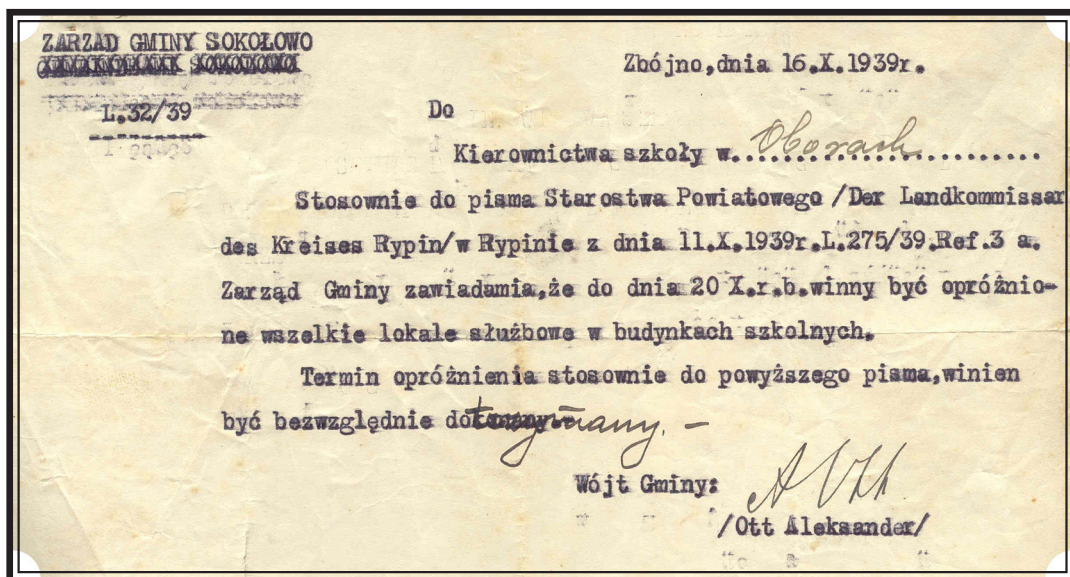 ZARZAD GMINY SOKOŁOWO
Zbójno,dnia 16.X.1939r.
L.32/39
Do
Kierownictwa szkoły w..Oborach..........
Stosownie do pisma Starostwa Powiatowego /Der Landkommissar
des Kreises Rypin/w Rypinie z dnia 11.X.1939r.L.275/39.Ref.3 a.
Zarząd Gminy zawiadamia,że do dnia 20 X.r.b.winny być opróżnio-
ne wszelkie lokale służbowe w budynkach szkolnych.
Termin opróżnienia stosownie do powyższego pisma,winien
być bezwzględnie dotrzymany. -
Wójt Gminy:
A Ott
/Ott Aleksander/